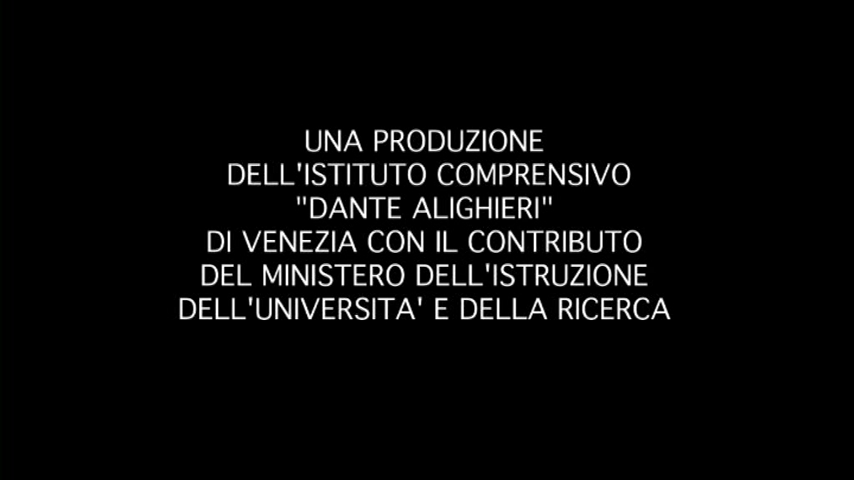 UNA PRODUZIONE
DELL'ISTITUTO COMPRENSIVO
"DANTE ALIGHIERI"
DI VENEZIA CON IL CONTRIBUTO
DEL MINISTERO DELL'ISTRUZIONE
DELL'UNIVERSITA' E DELLA RICERCA